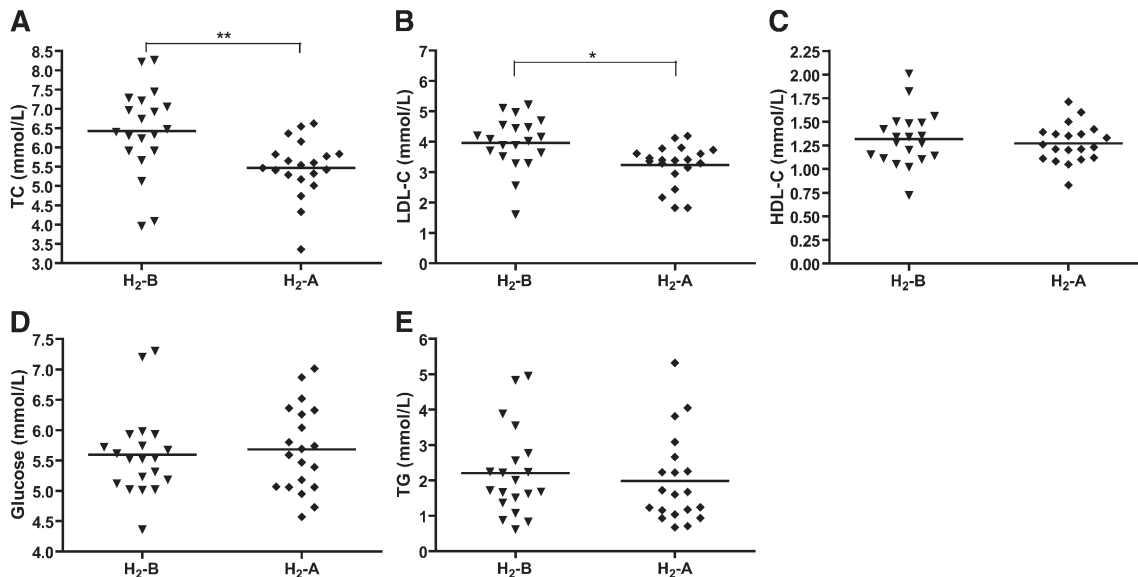 A
**
TC (mmol/L)
8.5
8.0
7.5
7.0
6.5
6.0
5.5
5.0
4.5
4.0
3.5
3.0
H₂-B
H₂-A
B
*
LDL-C (mmol/L)
7
6
5
4
3
2
1
0
H₂-B
H₂-A
C
HDL-C (mmol/L)
2.25
2.00
1.75
1.50
1.25
1.00
0.75
0.50
0.25
0.00
H₂-B
H₂-A
D
Glucose (mmol/L)
7.5
7.0
6.5
6.0
5.5
5.0
4.5
4.0
H₂-B
H₂-A
E
TG (mmol/L)
6
5
4
3
2
1
0
H₂-B
H₂-A